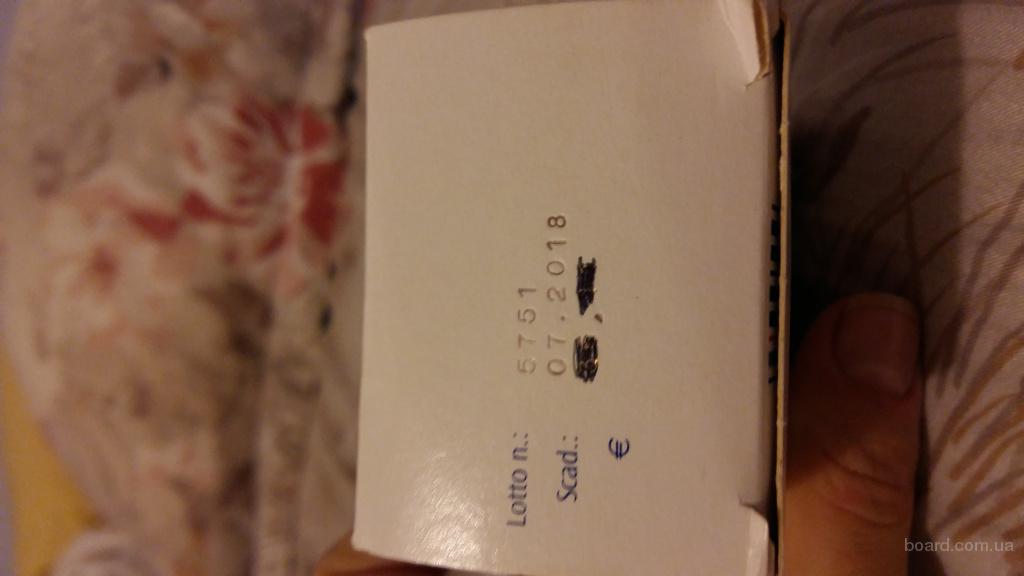 Lotto n.: 5751
Scad.: 07.2018
€
board.com.ua